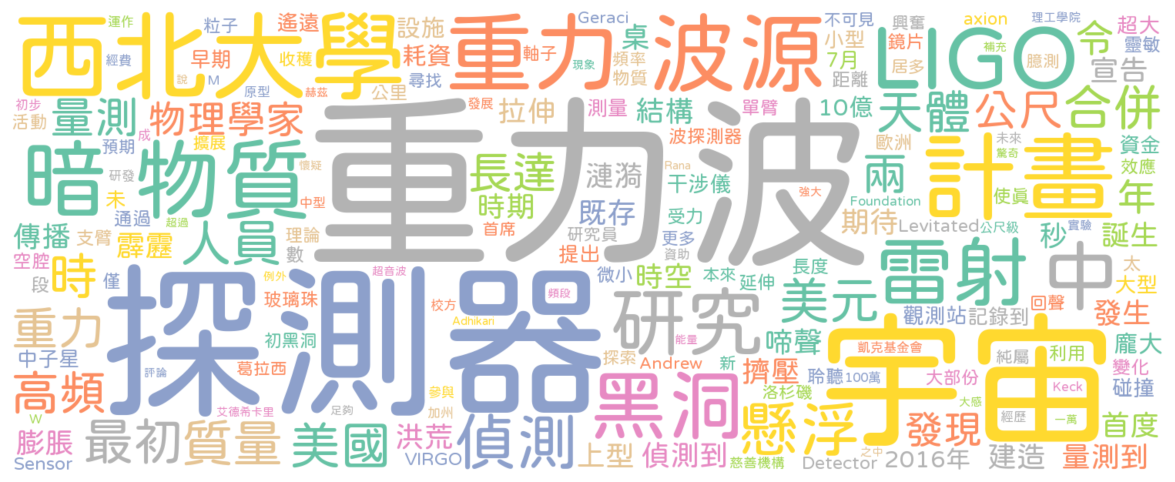 西北大學
重力波源
LIGO
重力波
探測器
宇宙
計畫
暗物質
黑洞
研究
雷射
中
偵測
懸浮
運作
粒子
遙遠
設施
Geraci
桌
不可見
興奮
axion
理工學院
超大
經費
早期
收穫
耗資
軸子
頻率
小型
鏡片
補充
令
靈敏
說
M
尋找
現象
物質
7月
居多
臆測
宣告
原型
赫茲
公里
距離
初步
活動
量測
成
物理學家
擴展
發展
拉伸
測量
結構
單臂
10億
天體
公尺
合併
預期
懷疑
波探測器
歐洲
未來
驚奇
資金
效應
研發
中型
長達
漣漪
Rana
干涉儀
強大
兩
使員
年
未
通過
時期
既存
受力
Foundation
傳播
支臂
霹靂
人員
理論
首席
研究員
更多
期待
Levitated
公尺級
秒
實驗
誕生
空腔
數
提出
資助
段
僅
時
例外
超音波
微小
時空
本來
延伸
長度
美元
太
大型
玻璃珠
校方
頻段
回聲
重力
觀測站
記錄到
發生
中子星
初黑洞
Adhikari
能量
啼聲
評論
葛拉西
探索
Andrew
新
擠壓
凱克基金會
純屬
利用
龐大
高頻
聆聽
100萬
大部份
變化
W
艾德希卡里
足夠
參與
加州
洛杉磯
大感
Keck
碰撞
膨脹
最初
質量
美國
洪荒
發現
經歷
一萬
首度
Sensor
VIRGO
上型
偵測到
慈善機構
Detector
之中
2016年
建造
量測到